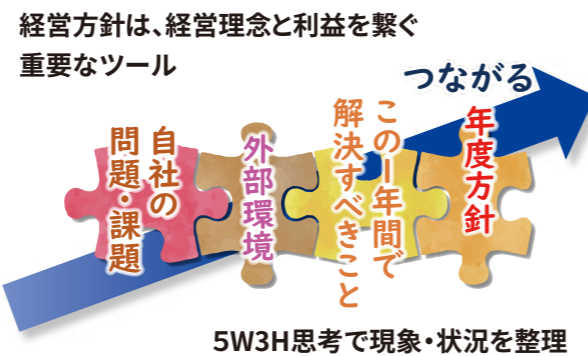 経営方針は、経営理念と利益を繋ぐ
重要なツール
つながる
自社の
問題・課題
外部環境
この1年間で
解決すべきこと
年度方針
5W3H思考で現象・状況を整理